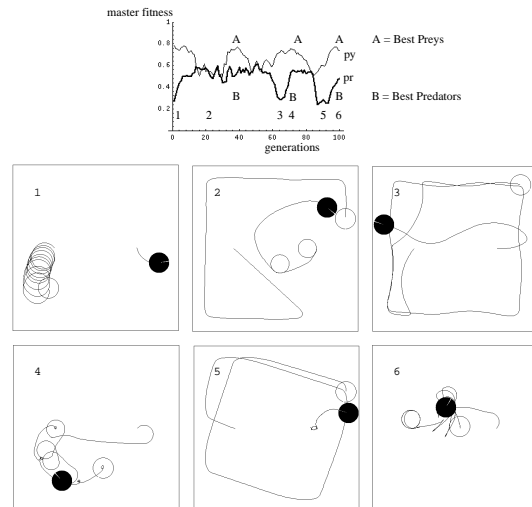 master fitness
1
0.8
0.6
0.4
0.2
A A A
py
pr
B B B
1 2 3 4 5 6
0 20 40 60 80 100
generations
A = Best Preys
B = Best Predators
1
2
3
4
5
6